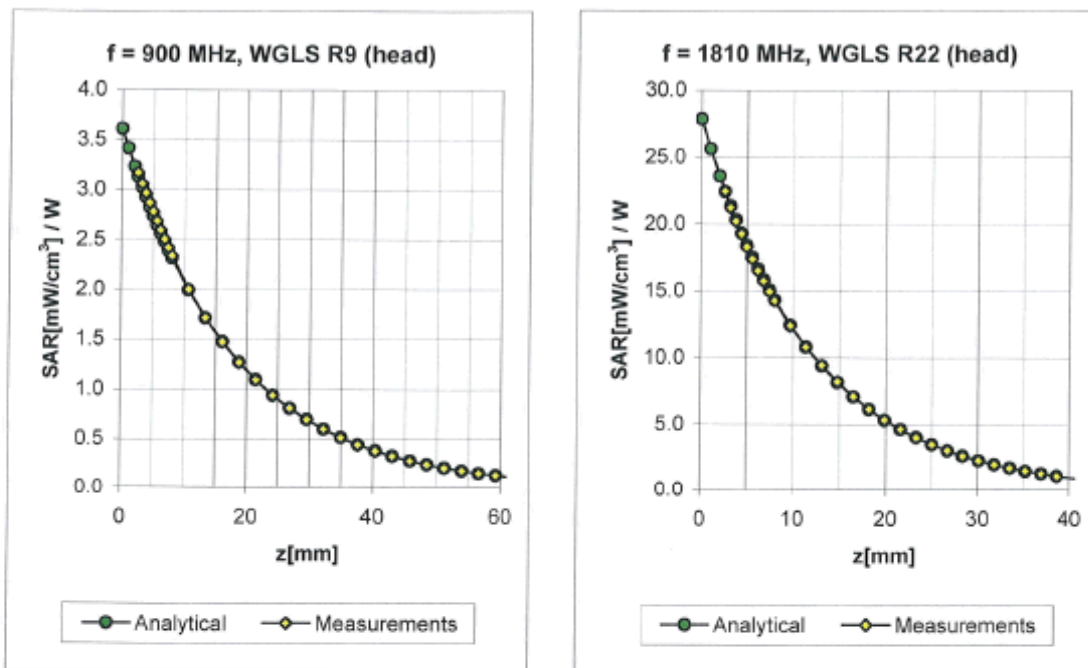 f = 900 MHz, WGLS R9 (head)
4.0
3.5
3.0
2.5
2.0
1.5
1.0
0.5
0.0
SAR[mW/cm³] / W
0 20 40 60
z[mm]
Analytical Measurements
f = 1810 MHz, WGLS R22 (head)
30.0
25.0
20.0
15.0
10.0
5.0
0.0
SAR[mW/cm³] / W
0 10 20 30 40
z[mm]
Analytical Measurements